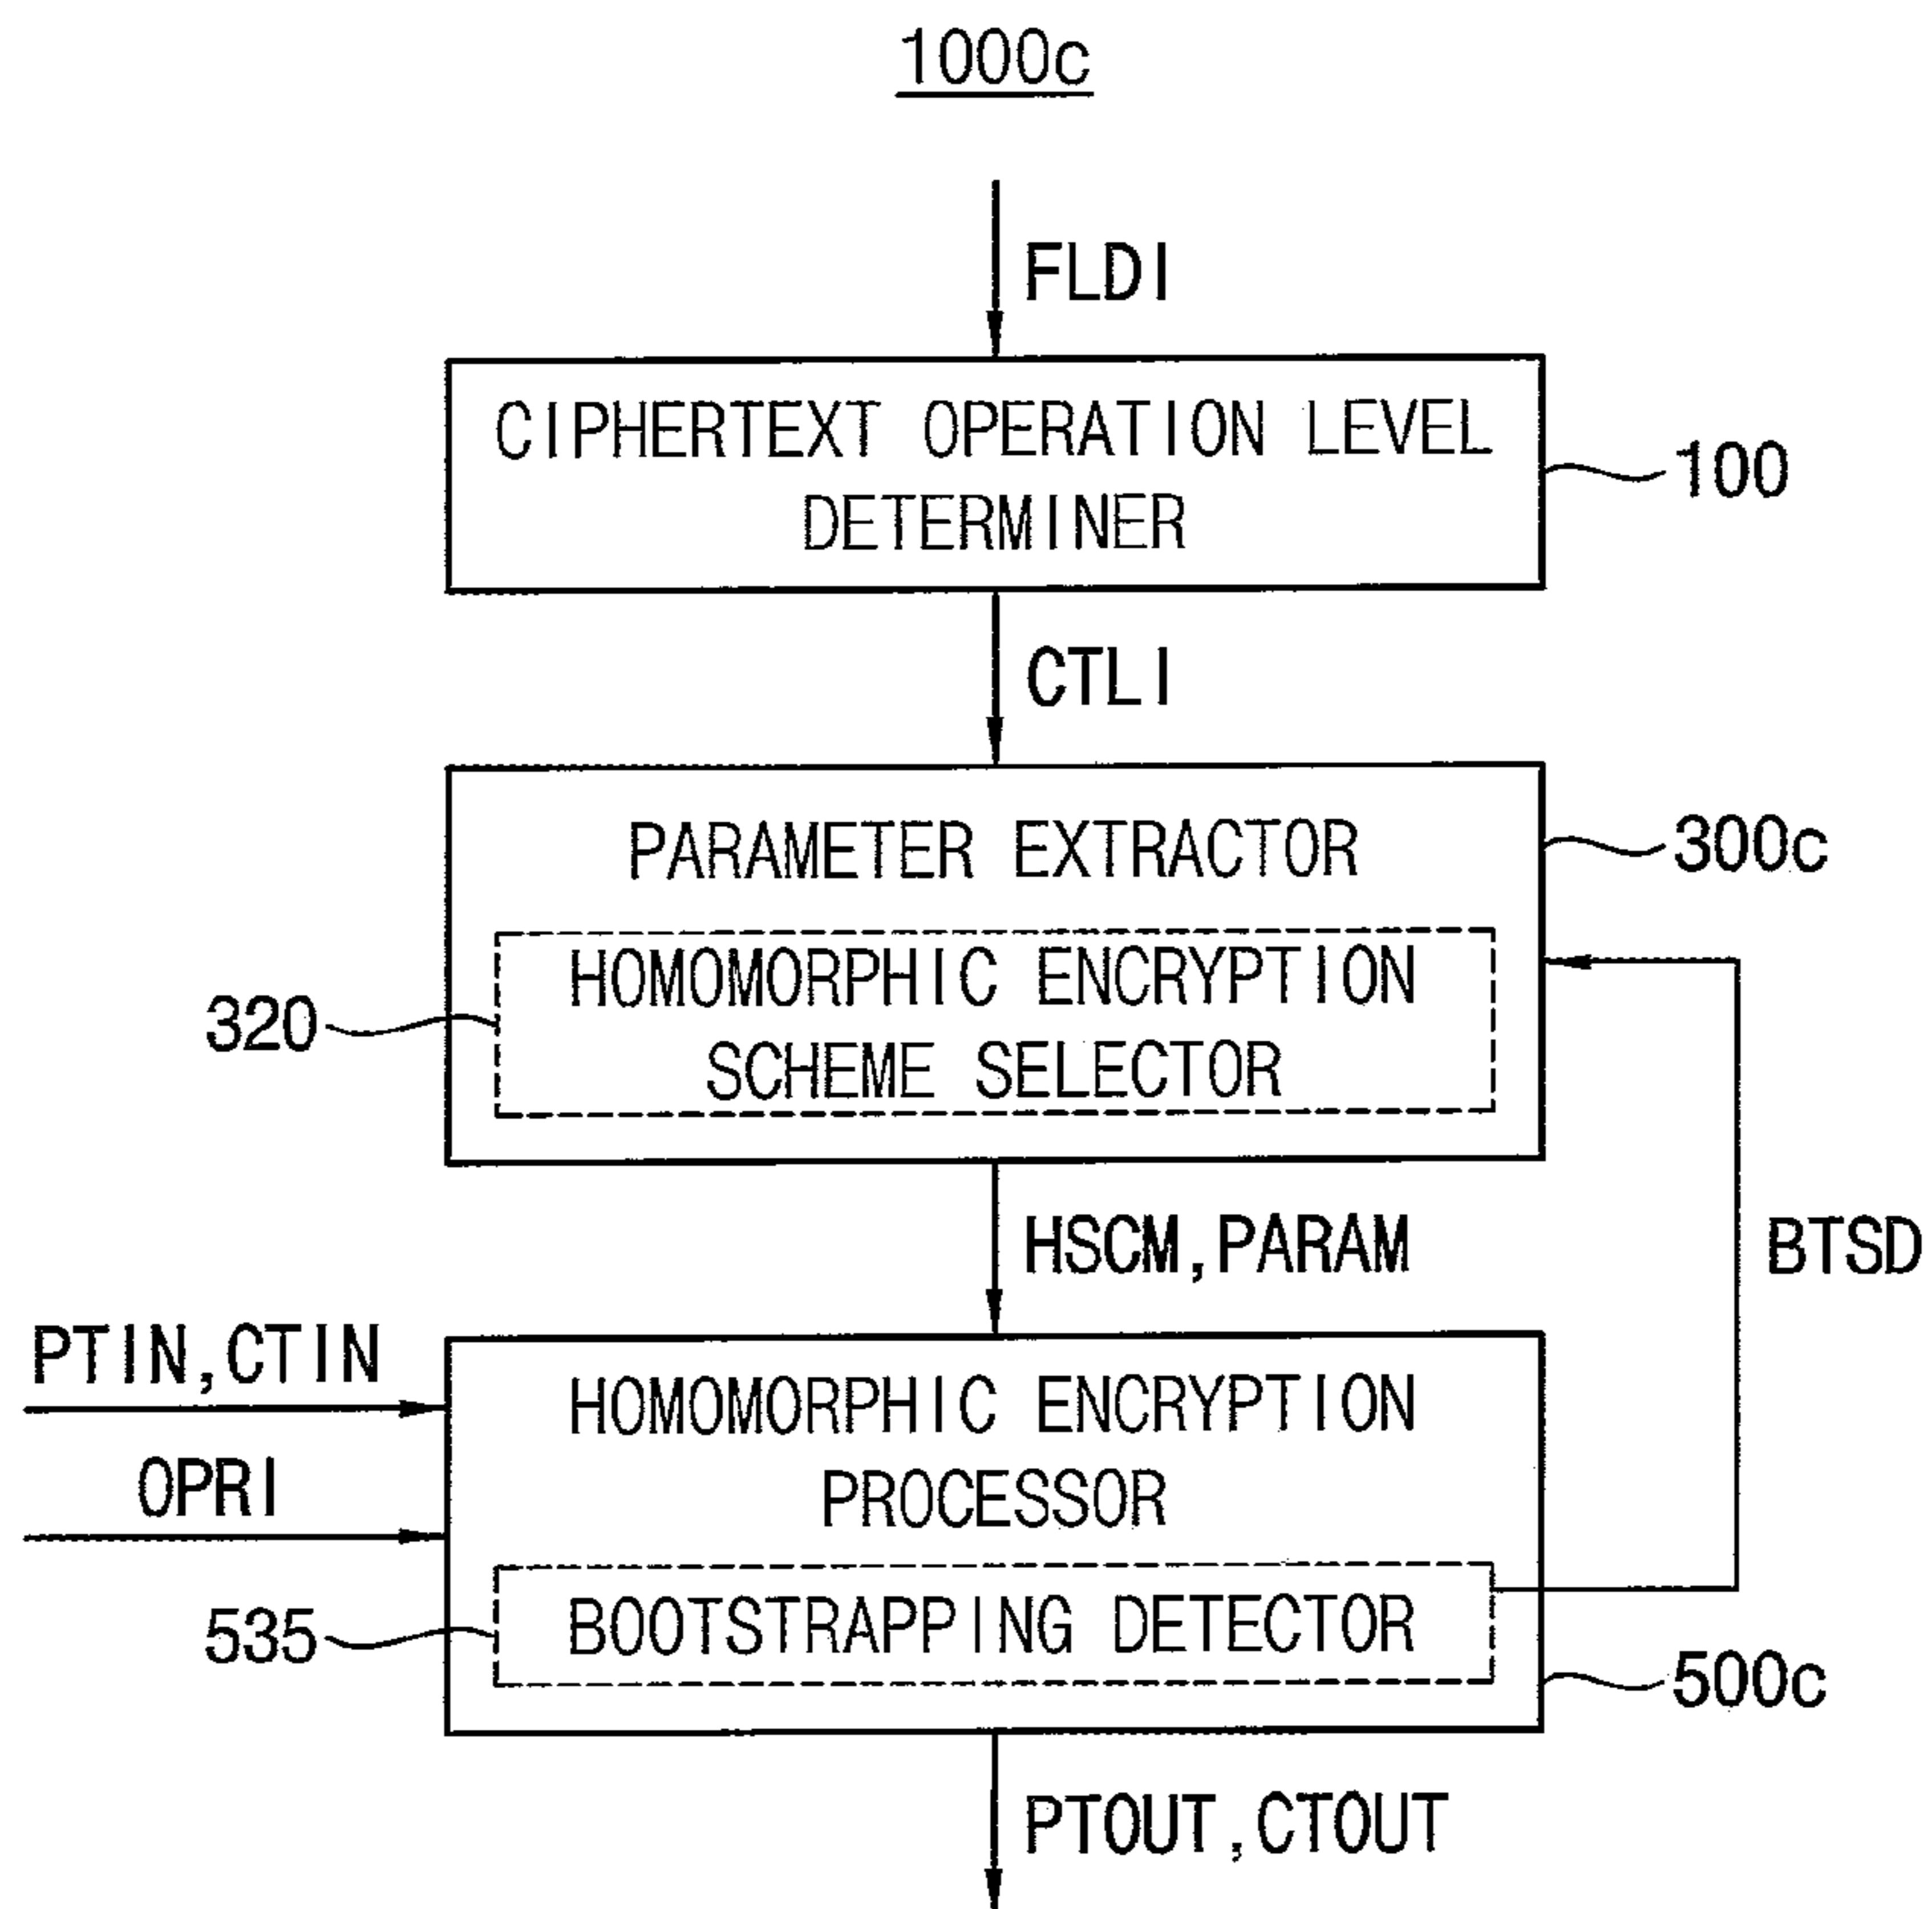 1000c
FLDI
CIPHERTEXT OPERATION LEVEL
DETERMINER
100
CTLI
PARAMETER EXTRACTOR
300c
HOMOMORPHIC ENCRYPTION
SCHEME SELECTOR
320
HSCM,PARAM
BTSD
PTIN,CTIN
OPRI
HOMOMORPHIC ENCRYPTION
PROCESSOR
BOOTSTRAPPING DETECTOR
535
500c
PTOUT,CTOUT